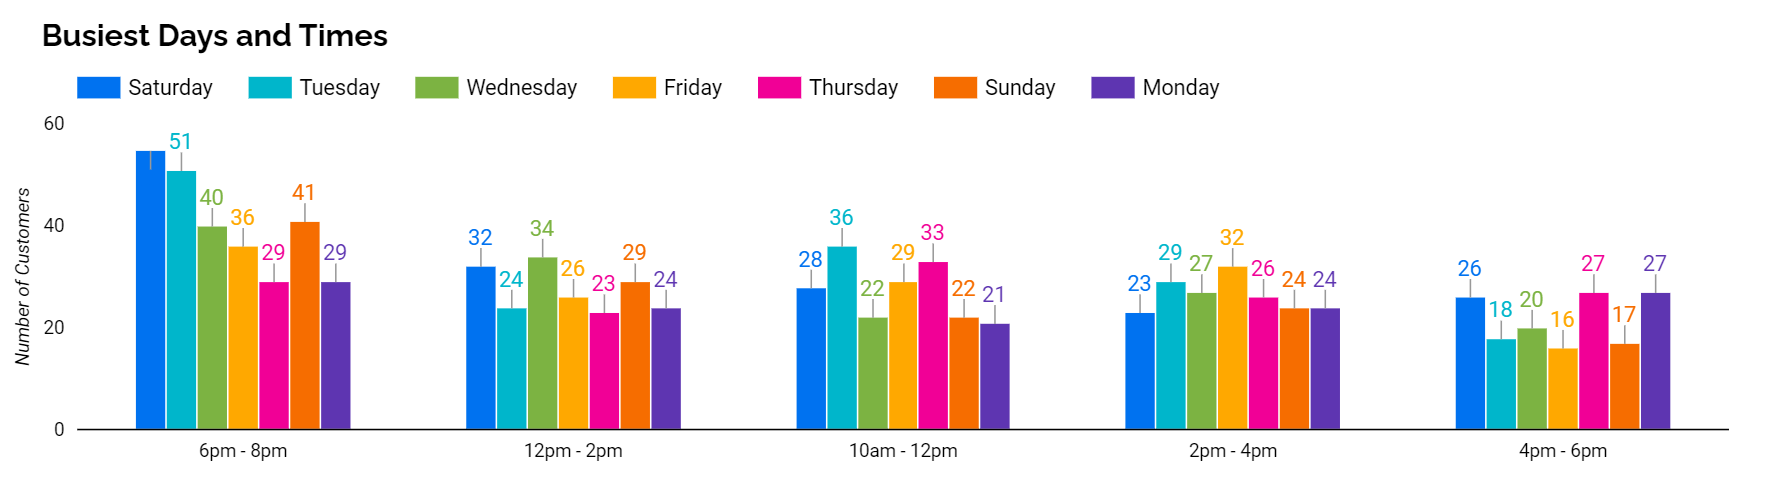 Busiest Days and Times
Saturday Tuesday Wednesday Friday Thursday Sunday Monday
Number of Customers
60
40
20
0
51 40 36 29 41 29
32 24 34 26 23 29 24
28 36 22 29 33 22 21
23 29 27 32 26 24 24
26 18 20 16 27 17 27
6pm - 8pm 12pm - 2pm 10am - 12pm 2pm - 4pm 4pm - 6pm